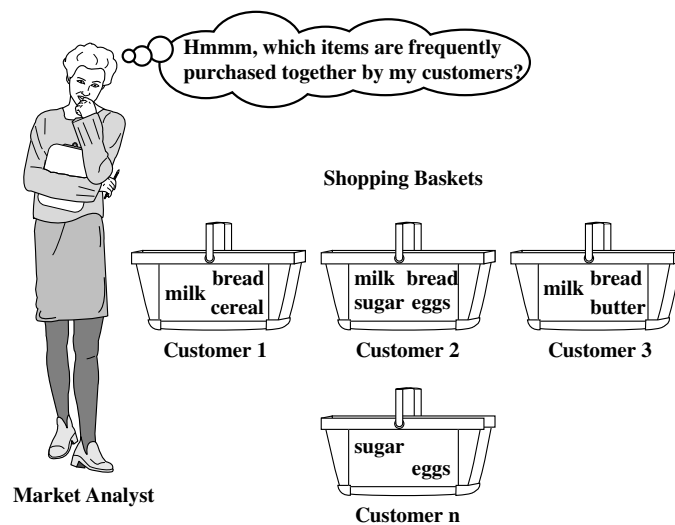 Hmmm, which items are frequently
purchased together by my customers?
Shopping Baskets
milk bread
cereal
Customer 1
milk bread
sugar eggs
Customer 2
milk bread
butter
Customer 3
sugar
eggs
Customer n
Market Analyst